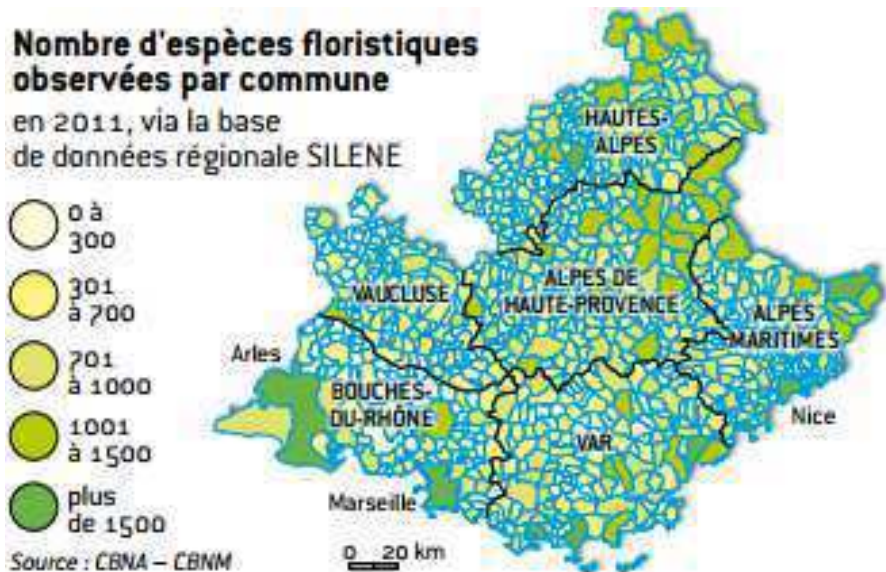 Nombre d'espèces floristiques
observées par commune
en 2011, via la base
de données régionale SILENE
0 à
300
301
à 700
701
à 1000
1001
à 1500
plus
de 1500
Source : CBNA – CBNM
HAUTES-
ALPES
VAUCLUSE
ALPES DE
HAUTE-PROVENCE
ALPES
MARITIMES
Arles
BOUCHES-
DU-RHÔNE
VAR
Nice
Marseille
0 20 km